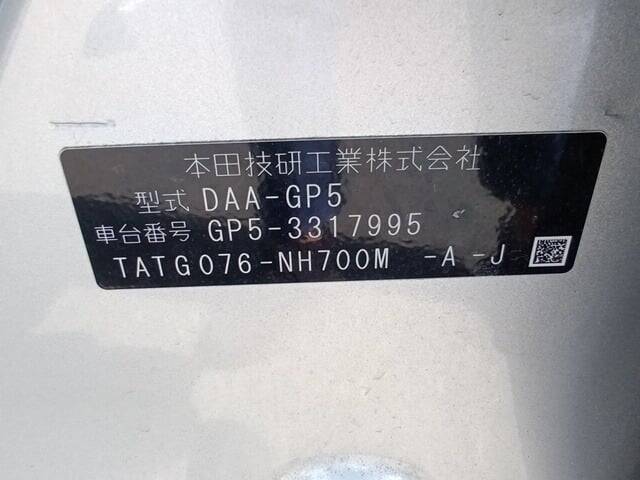 本田技研工業株式会社
型式 DAA-GP5
車台番号 GP5-3317995
TATG076-NH700M -A -J